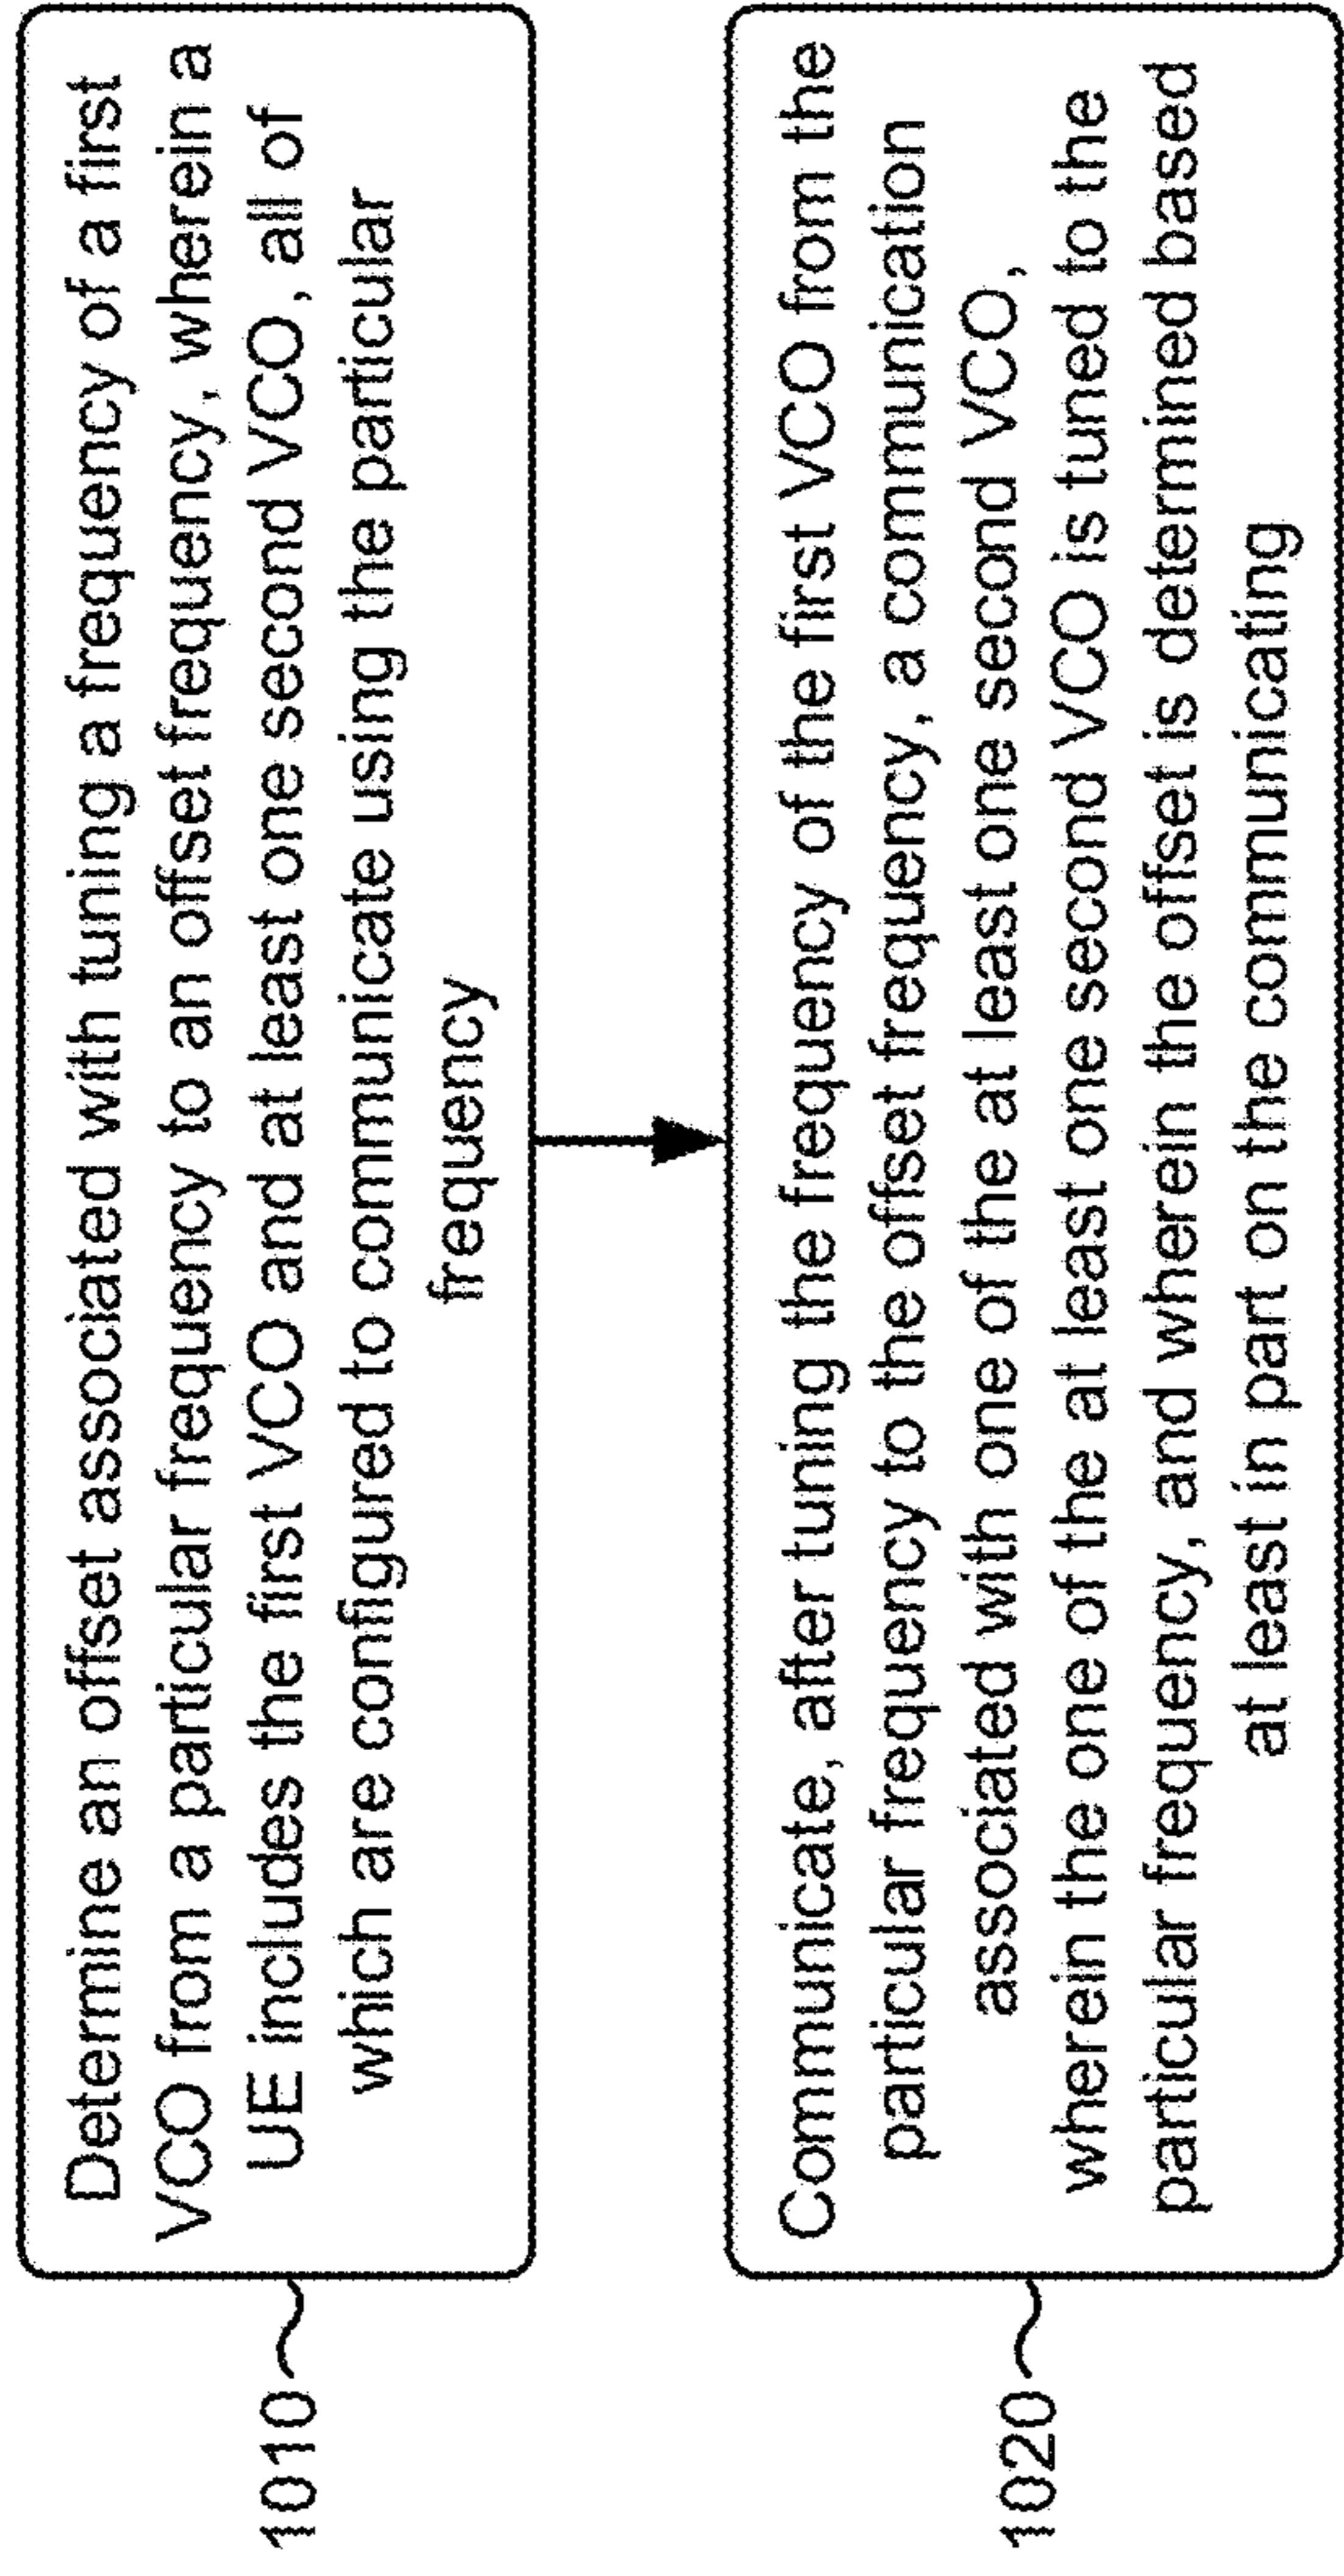 1010
Determine an offset associated with tuning a frequency of a first
VCO from a particular frequency to an offset frequency, wherein a
UE includes the first VCO and at least one second VCO, all of
which are configured to communicate using the particular
frequency
1020
Communicate, after tuning the frequency of the first VCO from the
particular frequency to the offset frequency, a communication
associated with one of the at least one second VCO,
wherein the one of the at least one second VCO is tuned to the
particular frequency, and wherein the offset is determined based
at least in part on the communicating